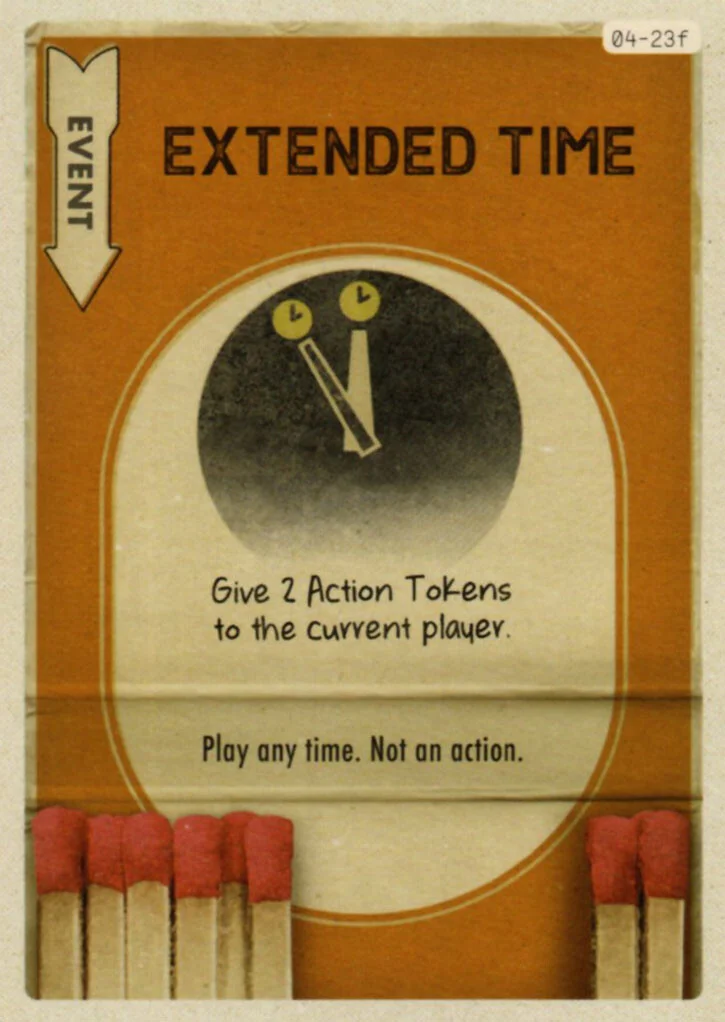 04-23f
EVENT
EXTENDED TIME
Give 2 Action Tokens
to the current player.
Play any time. Not an action.